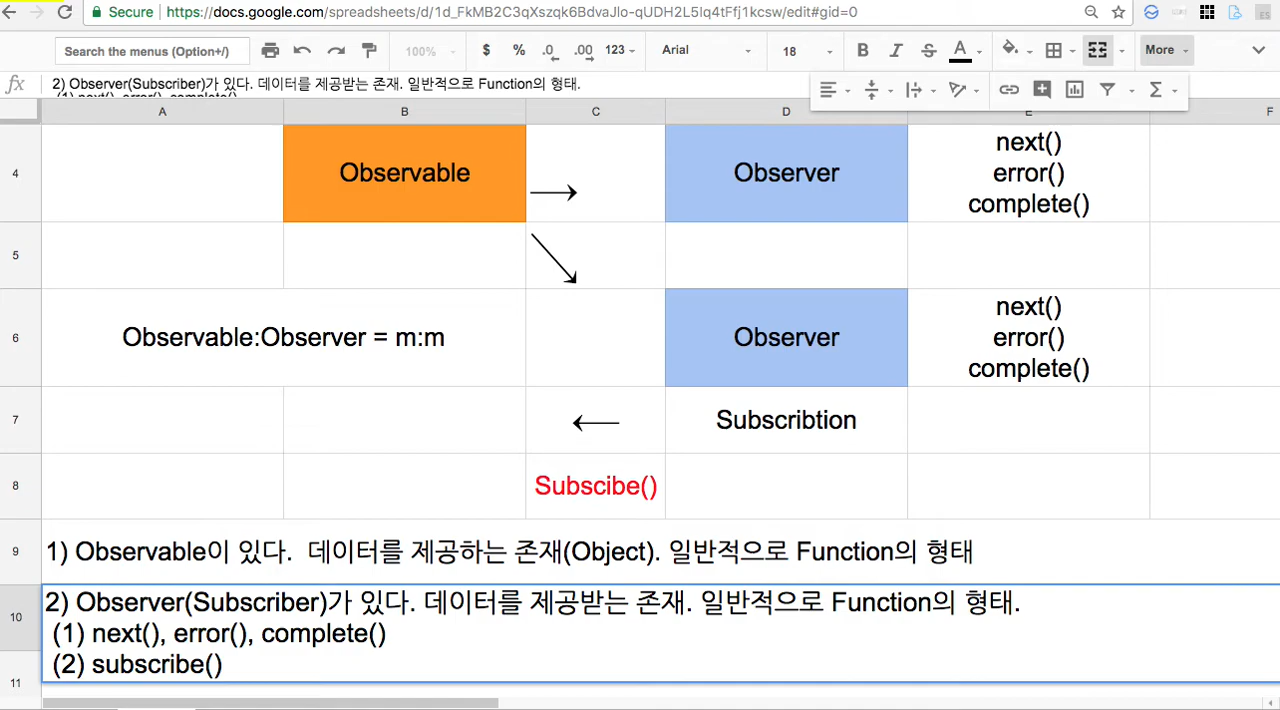 Secure
https://docs.google.com/spreadsheets/d/1d_FkMB2C3qXszqk6BdvaJlo-qUDH2L5lq4tFfj1kcsw/edit#gid=0
Search the menus (Option+/)
100%
$
%
.0
.00
123
Arial
18
B
I
S
A
More
Σ
fx
2) Observer(Subscriber)가 있다. 데이터를 제공받는 존재. 일반적으로 Function의 형태.
(1) next(), error(), complete()
A
B
C
D
E
F
4
Observable
→
Observer
next()
error()
complete()
5
6
Observable:Observer = m:m
Observer
next()
error()
complete()
7
←
Subscribtion
8
Subscibe()
9
1) Observable이 있다.  데이터를 제공하는 존재(Object). 일반적으로 Function의 형태
10
2) Observer(Subscriber)가 있다. 데이터를 제공받는 존재. 일반적으로 Function의 형태.
(1) next(), error(), complete()
(2) subscribe()
11